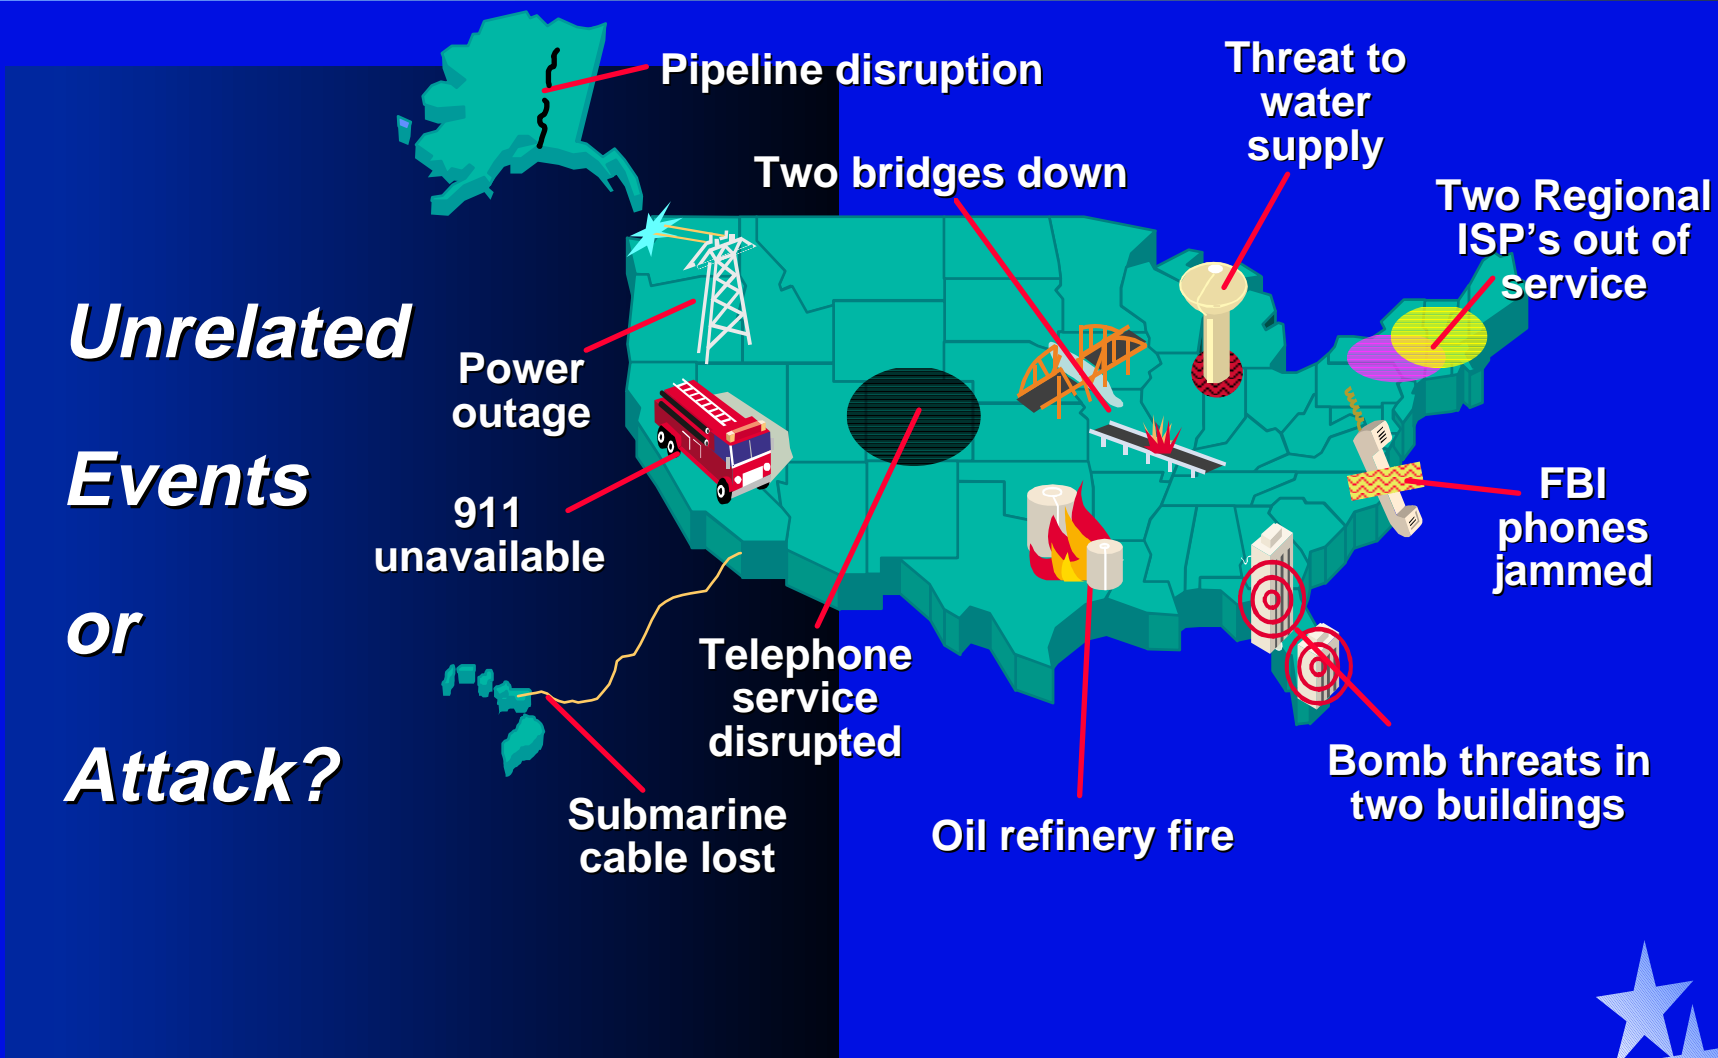 Unrelated
Events
or
Attack?
Pipeline disruption
Two bridges down
Threat to
water
supply
Two Regional
ISP's out of
service
Power
outage
911
unavailable
FBI
phones
jammed
Telephone
service
disrupted
Submarine
cable lost
Oil refinery fire
Bomb threats in
two buildings